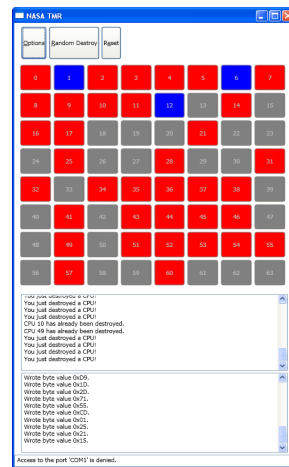 NASA TMR
Options Random Destroy Reset
0 1 2 3 4 5 6 7
8 9 10 11 12 13 14 15
16 17 18 19 20 21 22 23
24 25 26 27 28 29 30 31
32 33 34 35 36 37 38 39
40 41 42 43 44 45 46 47
48 49 50 51 52 53 54 55
56 57 58 59 60 61 62 63
You just destroyed a CPU!
You just destroyed a CPU!
You just destroyed a CPU!
You just destroyed a CPU!
CPU 10 has already been destroyed.
CPU 49 has already been destroyed.
You just destroyed a CPU!
You just destroyed a CPU!
You just destroyed a CPU!
You just destroyed a CPU!
Wrote byte value 0xD9.
Wrote byte value 0x1D.
Wrote byte value 0x2D.
Wrote byte value 0x71.
Wrote byte value 0x55.
Wrote byte value 0xCD.
Wrote byte value 0x01.
Wrote byte value 0x25.
Wrote byte value 0x21.
Wrote byte value 0x15.
Access to the port 'COM1' is denied.